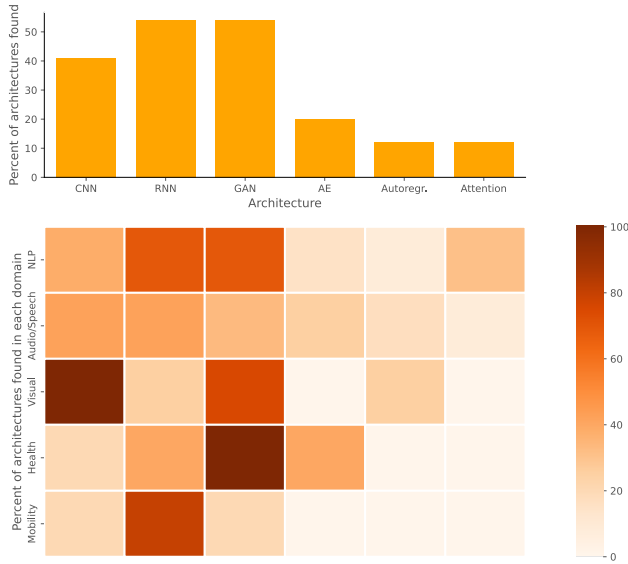 Percent of architectures found
50
40
30
20
10
0
CNN RNN GAN AE Autoregr. Attention
Architecture
Percent of architectures found in each domain
NLP
Audio/Speech
Visual
Health
Mobility
100
80
60
40
20
0